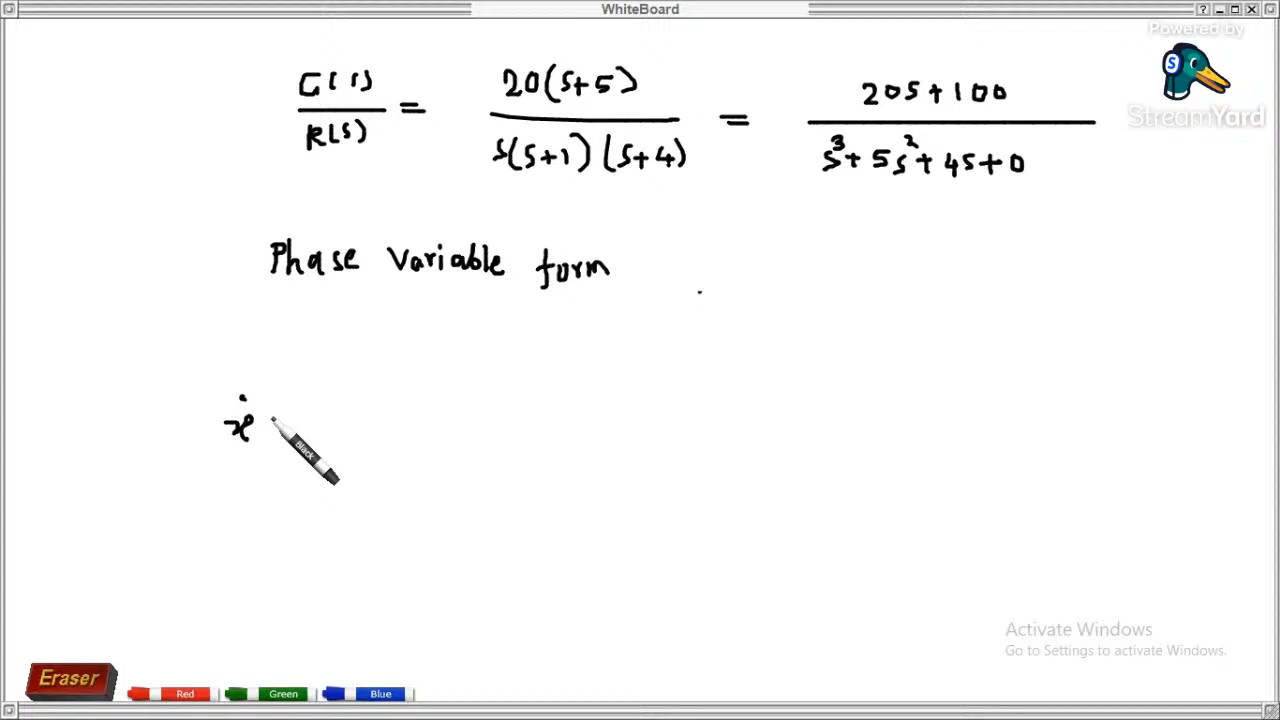 WhiteBoard
Powered by
StreamYard
C(s)/R(s) = 20(s+5)/s(s+1)(s+4) = 20s+100/s³+5s²+4s+0
Phase Variable form
ẋ
Black
Activate Windows
Go to Settings to activate Windows.
Eraser
Red Green Blue